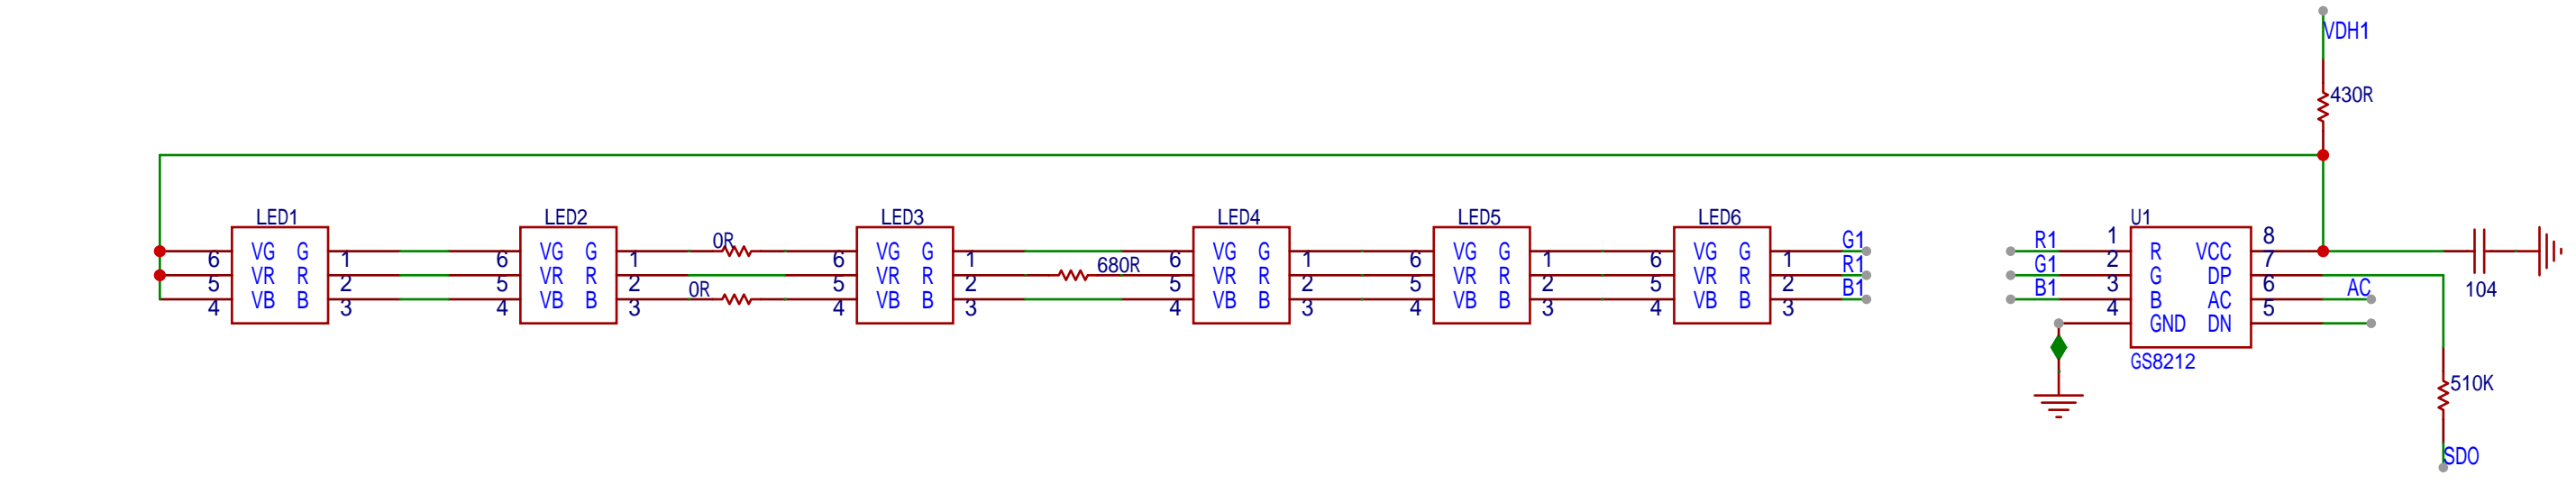 VDH1
430R
LED1
LED2
LED3
LED4
LED5
LED6
U1
0R
G1
R1
1
8
6 VG G 1
6 VG G 1
6 VG G 1
6 VG G 1
6 VG G 1
6 VG G 1
R VCC
680R
R1
G1
2
7
5 VR R 2
5 VR R 2
5 VR R 2
5 VR R 2
5 VR R 2
5 VR R 2
G DP
0R
B1
B1
3
6
AC
104
4 VB B 3
4 VB B 3
4 VB B 3
4 VB B 3
4 VB B 3
4 VB B 3
B AC
4
5
GND DN
GS8212
510K
SDO